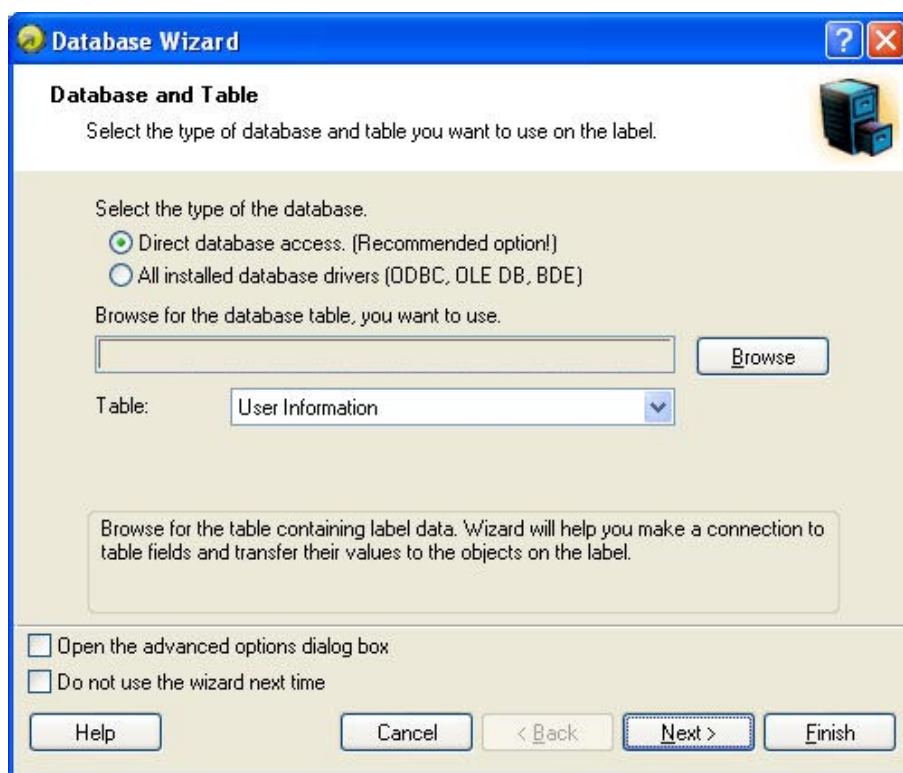 Database Wizard
Database and Table
Select the type of database and table you want to use on the label.
Select the type of the database.
Direct database access. (Recommended option!)
All installed database drivers (ODBC, OLE DB, BDE)
Browse for the database table, you want to use.
Browse
Table: User Information
Browse for the table containing label data. Wizard will help you make a connection to
table fields and transfer their values to the objects on the label.
Open the advanced options dialog box
Do not use the wizard next time
Help Cancel < Back Next > Finish